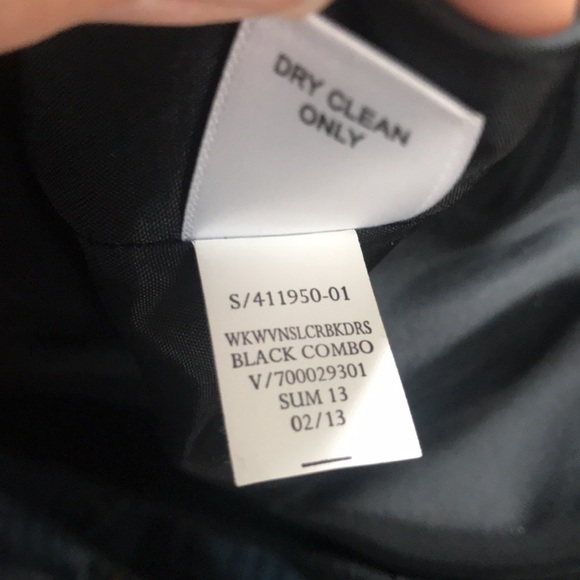 DRY CLEAN
ONLY
S/411950-01
WKWVNSLCRBKDRS
BLACK COMBO
V/700029301
SUM 13
02/13